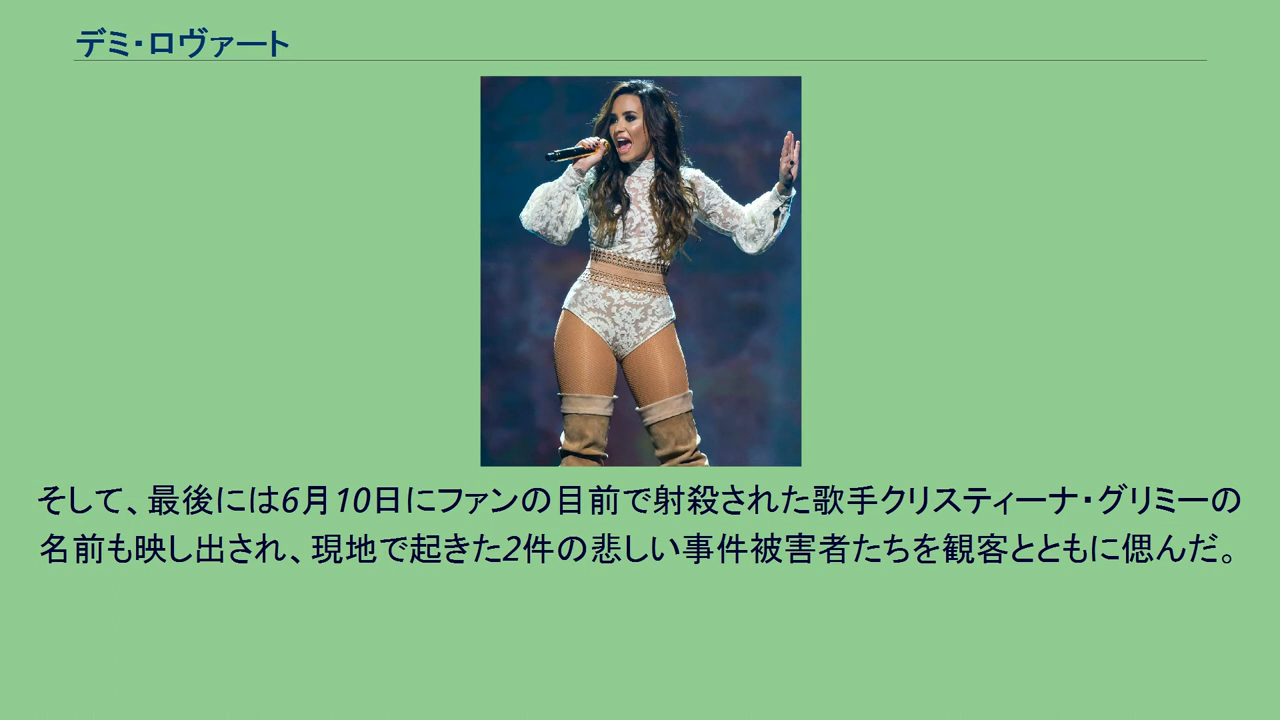 デミ・ロヴァート
そして、最後には6月10日にファンの目前で射殺された歌手クリスティーナ・グリミーの
名前も映し出され、現地で起きた2件の悲しい事件被害者たちを観客とともに偲んだ。